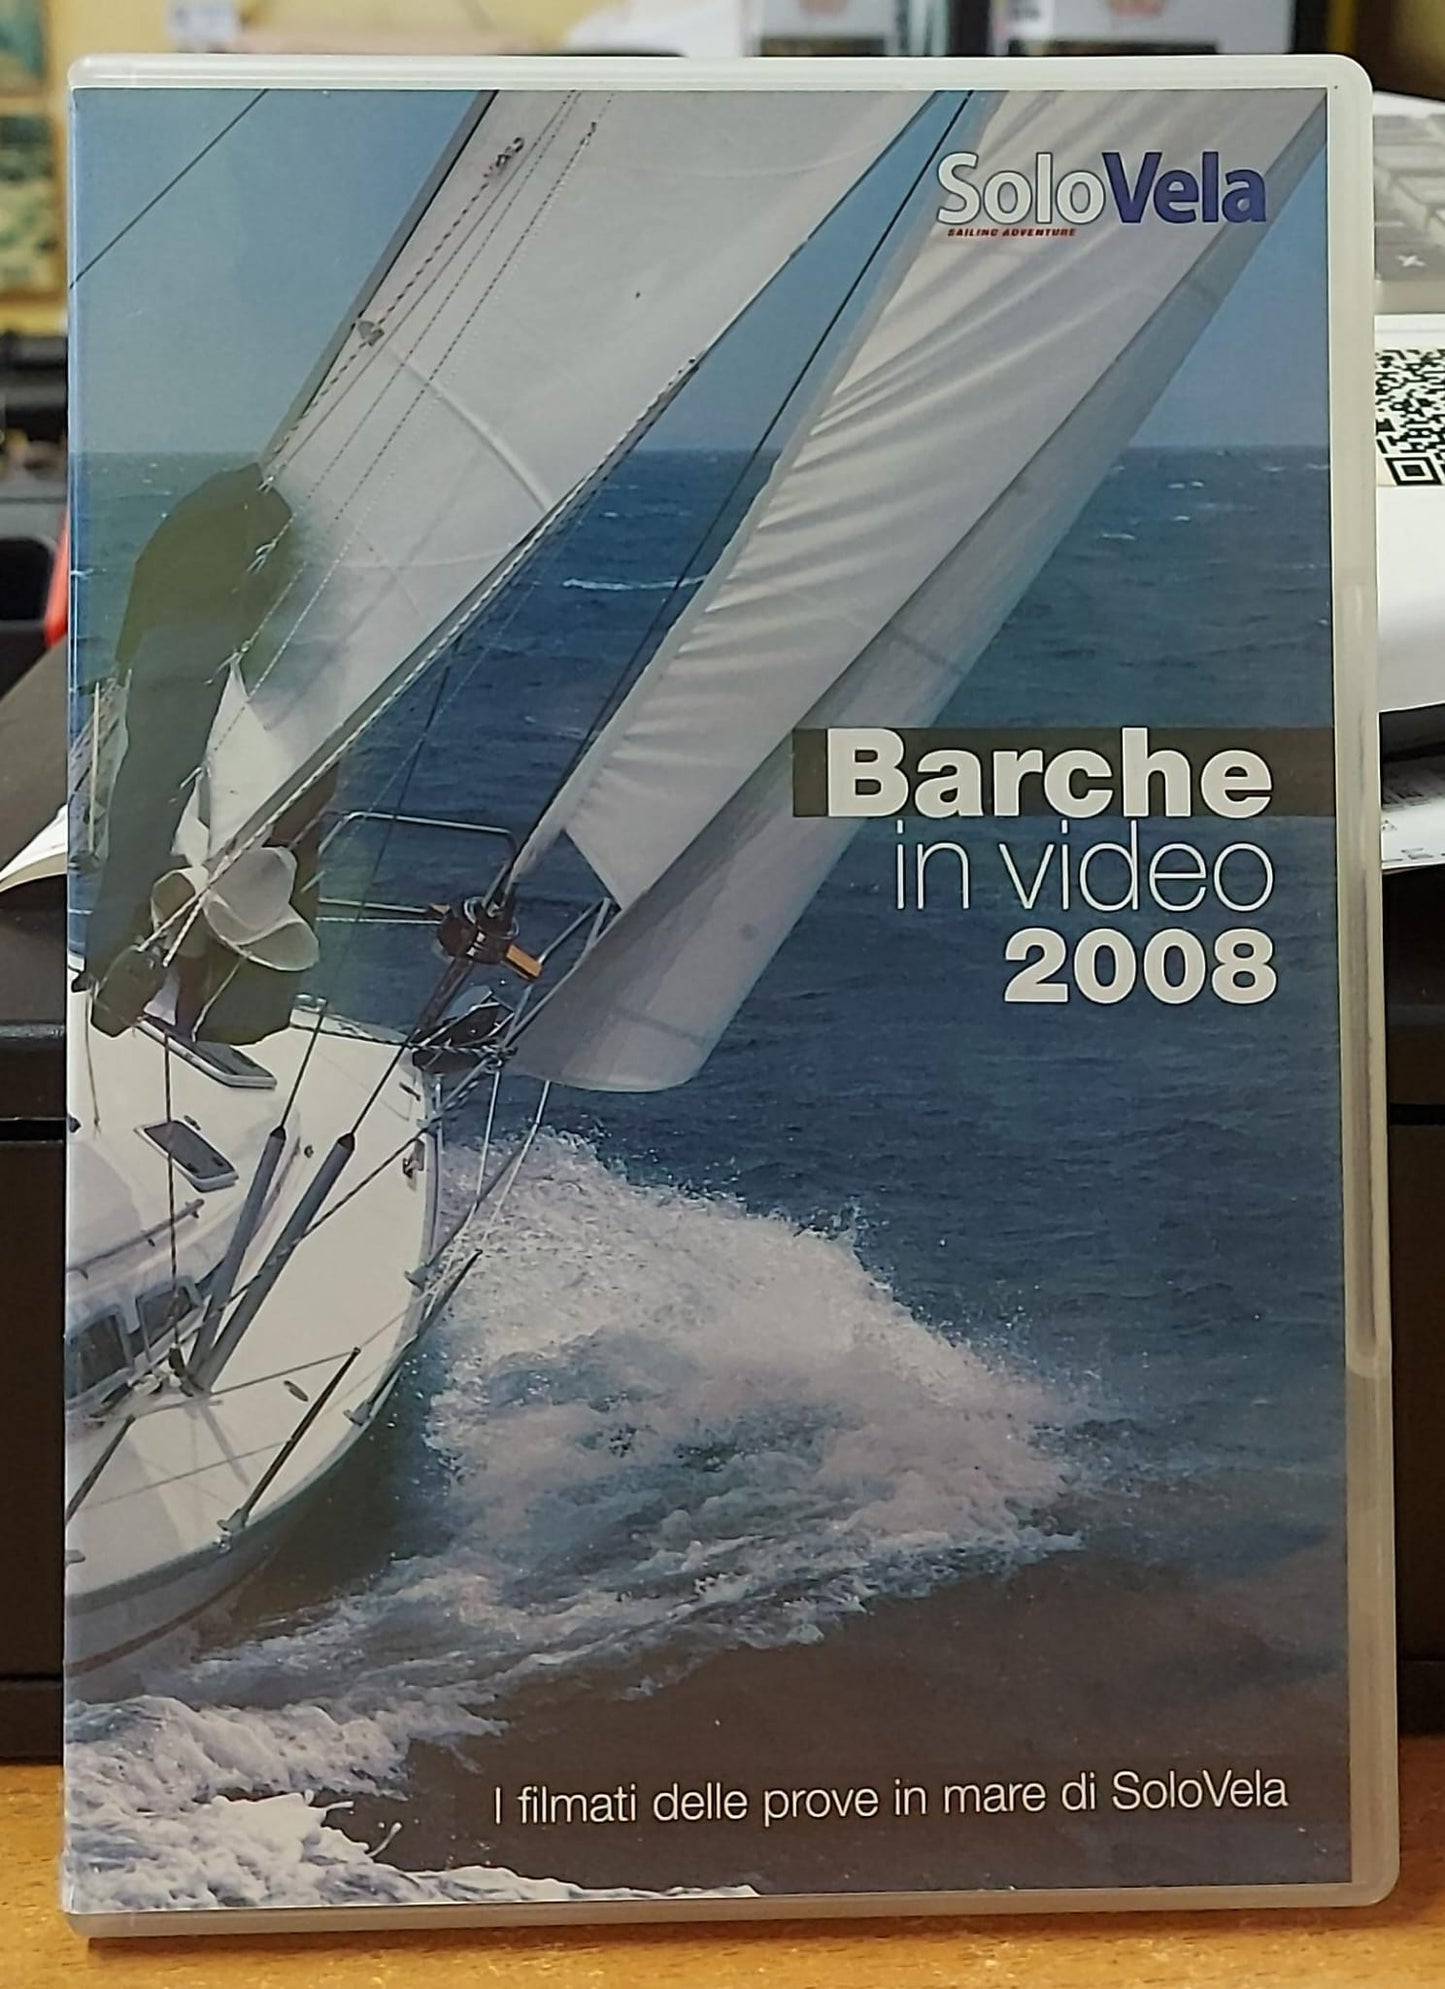 SoloVela
SAILING ADVENTURE
Barche
in video
2008
I filmati delle prove in mare di SoloVela